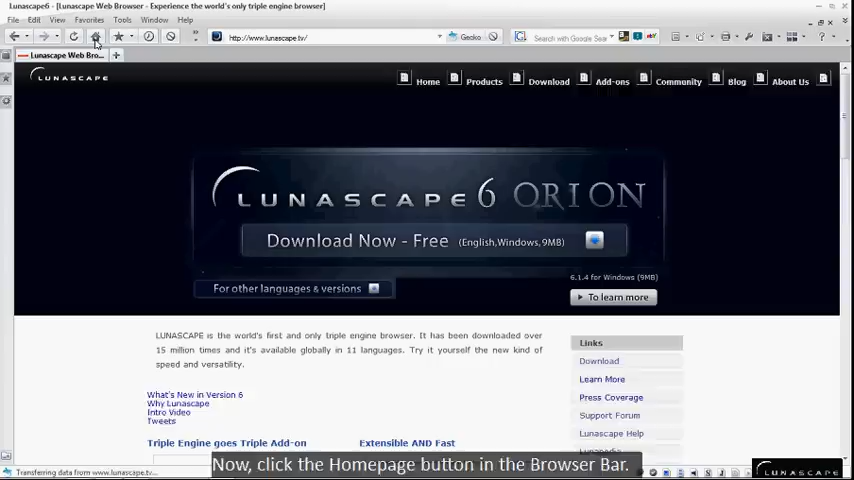 Lunascape6 - [Lunascape Web Browser - Experience the world's only triple engine browser]
File Edit View Favorites Tools Window Help
http://www.lunascape.tv/ Gecko Search here(Google)
Lunascape Web Bro...
LUNASCAPE Home Products Download Add-ons Community Blog About Us
LUNASCAPE 6 ORION
Download Now - Free (English,Windows,9MB)
6.1.4 for Windows (9MB)
For other languages & versions
To learn more
LUNASCAPE is the world's first and only triple engine browser. It has been downloaded over
15 million times and it's available globally in 11 languages. Try it yourself the new kind of
speed and versatility.
Links
Download
Learn More
Press Coverage
Support Forum
Lunascape Help
What's New in Version 6
Why Lunascape
Intro Video
Tweets
Triple Engine goes Triple Add-on Extensible AND Fast
Now, click the Homepage button in the Browser Bar.
Transferring data from www.lunascape.tv...
LUNASCAPE